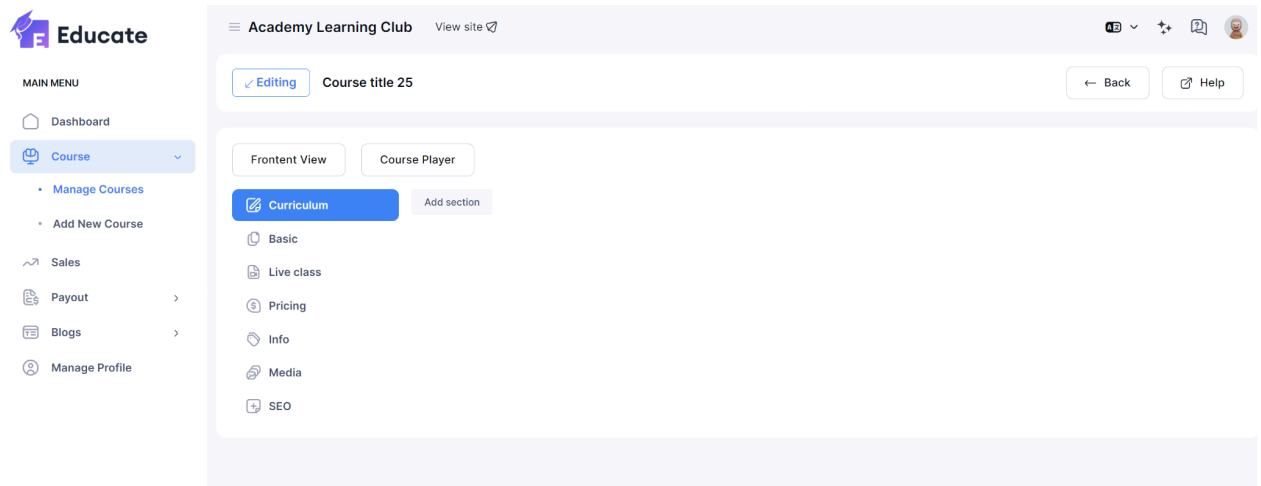 Educate
Academy Learning Club
View site
MAIN MENU
Editing
Course title 25
Back
Help
Dashboard
Course
Manage Courses
Add New Course
Sales
Payout
Blogs
Manage Profile
Frontent View
Course Player
Curriculum
Add section
Basic
Live class
Pricing
Info
Media
SEO